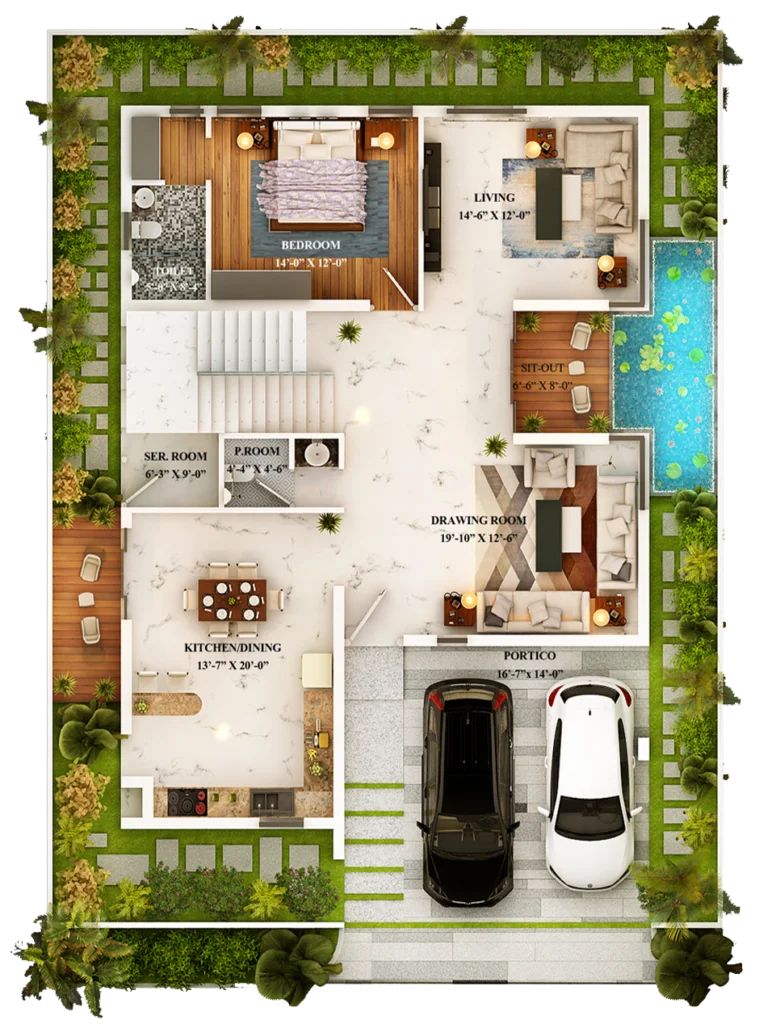 LIVING
14'-6" X 12'-0"
BEDROOM
14'-0" X 12'-0"
TOILET
SIT-OUT
6'-6" X 8'-0"
SER. ROOM
6'-3" X 9'-0"
P.ROOM
4'-4" X 4'-6"
DRAWING ROOM
19'-10" X 12'-6"
KITCHEN/DINING
13'-7" X 20'-0"
PORTICO
16'-7"x 14'-0"